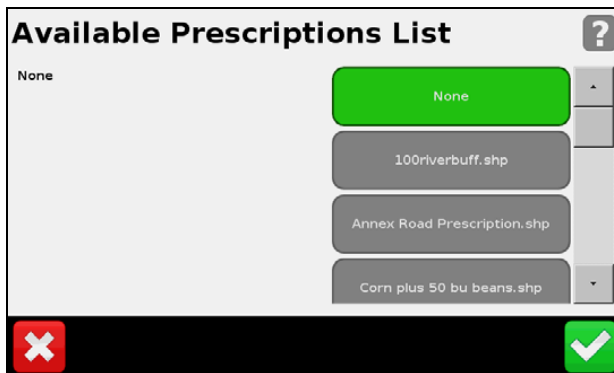 Available Prescriptions List
?
None
None
100riverbuff.shp
Annex Road Prescription.shp
Corn plus 50 bu beans.shp